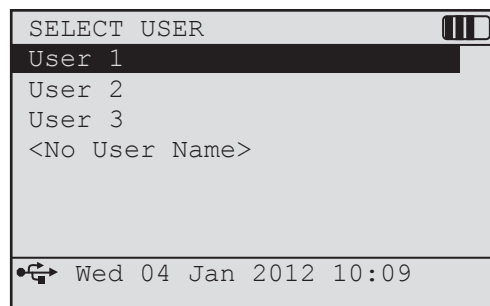 SELECT USER
User 1
User 2
User 3
<No User Name>
Wed 04 Jan 2012 10:09